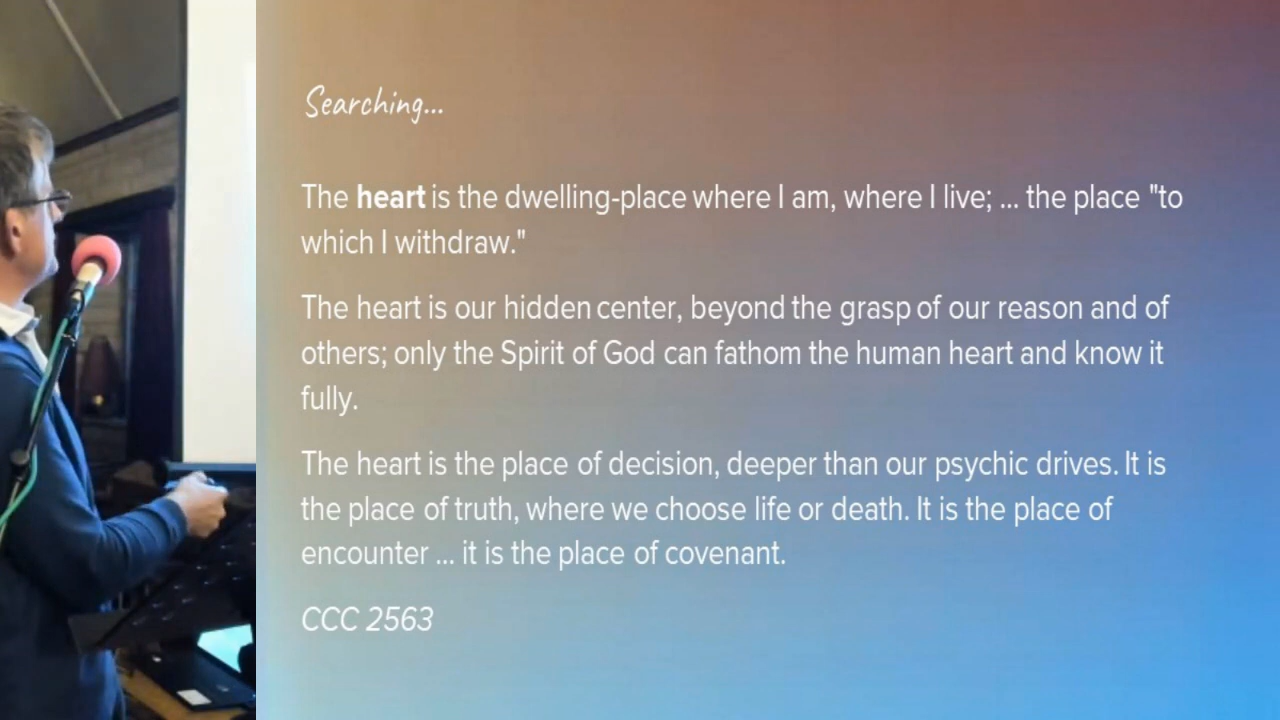 Searching...
The heart is the dwelling-place where I am, where I live; ... the place "to
which I withdraw."
The heart is our hidden center, beyond the grasp of our reason and of
others; only the Spirit of God can fathom the human heart and know it
fully.
The heart is the place of decision, deeper than our psychic drives. It is
the place of truth, where we choose life or death. It is the place of
encounter ... it is the place of covenant.
CCC 2563